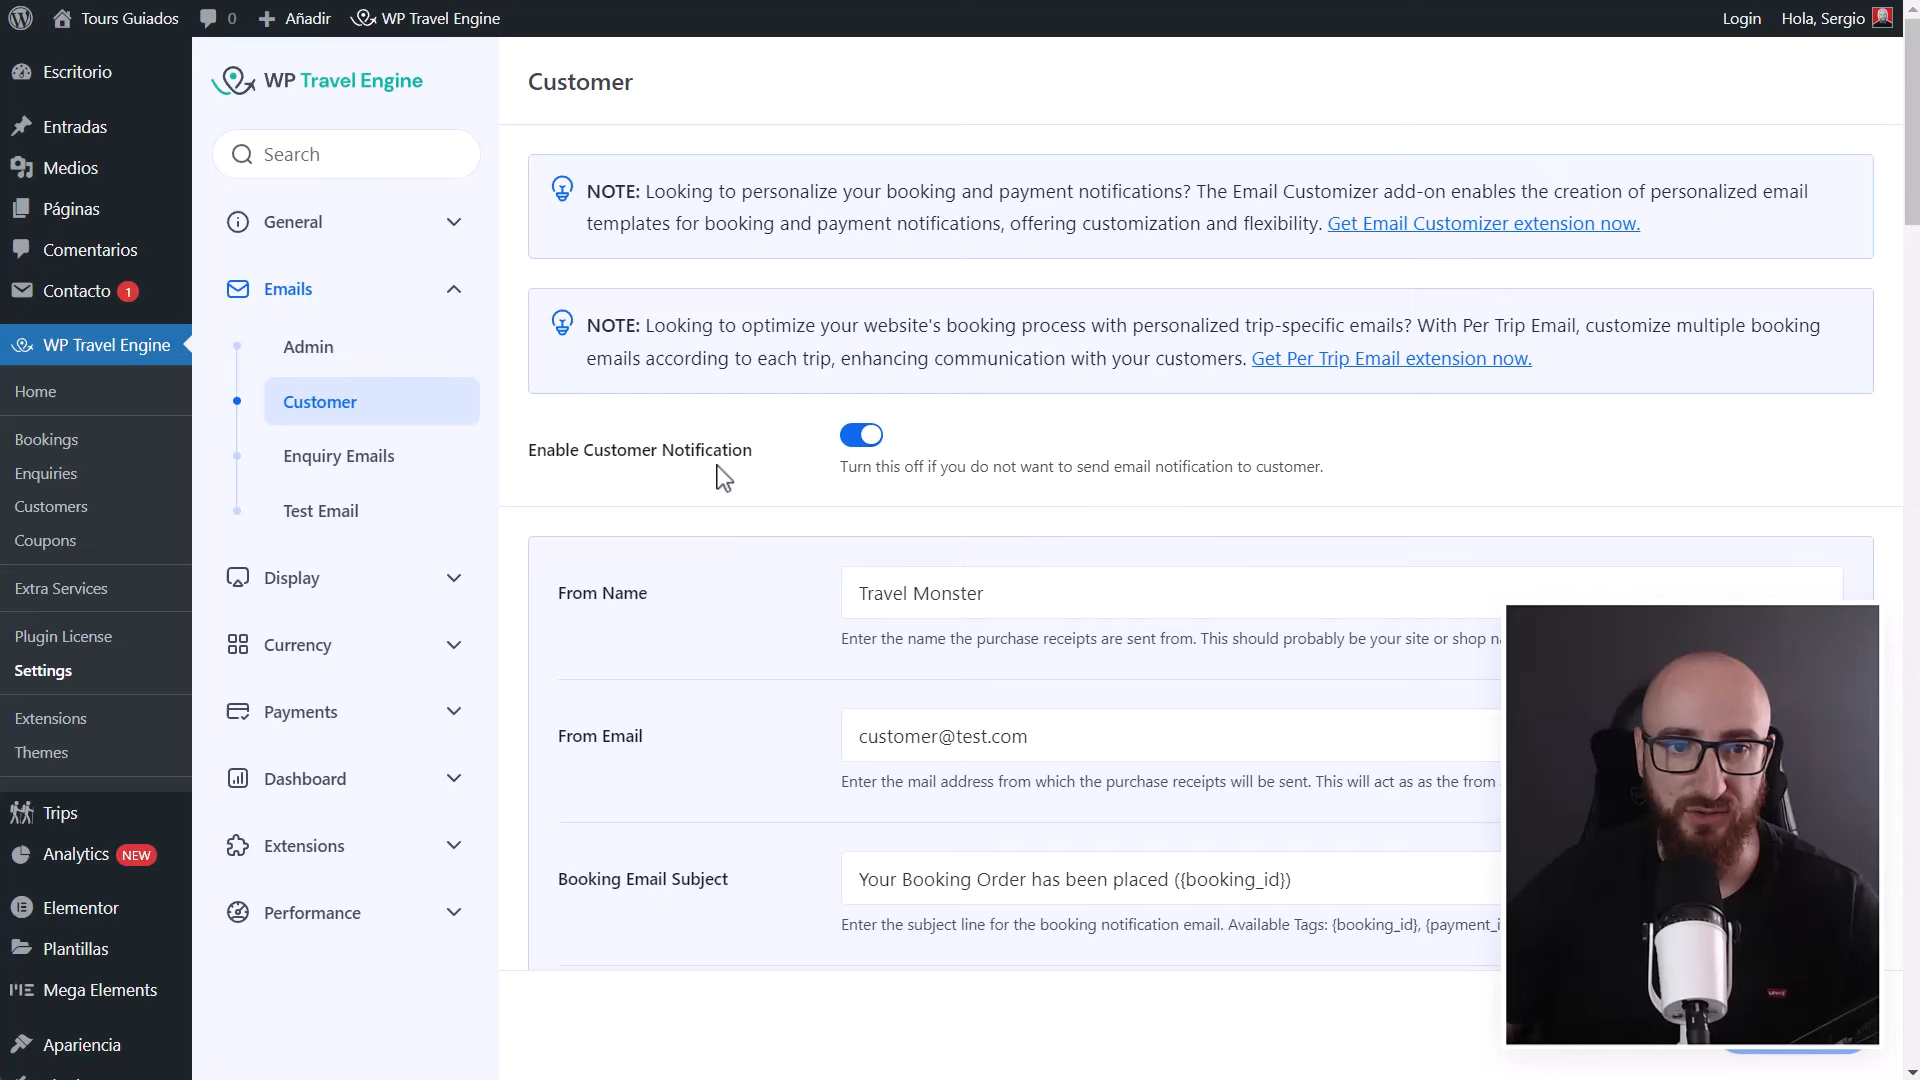 Tours Guiados
0
Añadir
WP Travel Engine
Login
Hola, Sergio
Escritorio
Entradas
Medios
Páginas
Comentarios
Contacto 1
WP Travel Engine
Home
Bookings
Enquiries
Customers
Coupons
Extra Services
Plugin License
Settings
Extensions
Themes
Trips
Analytics NEW
Elementor
Plantillas
Mega Elements
Apariencia
WP Travel Engine
Search
General
Emails
Admin
Customer
Enquiry Emails
Test Email
Display
Currency
Payments
Dashboard
Extensions
Performance
Customer
NOTE: Looking to personalize your booking and payment notifications? The Email Customizer add-on enables the creation of personalized email
templates for booking and payment notifications, offering customization and flexibility. Get Email Customizer extension now.
NOTE: Looking to optimize your website's booking process with personalized trip-specific emails? With Per Trip Email, customize multiple booking
emails according to each trip, enhancing communication with your customers. Get Per Trip Email extension now.
Enable Customer Notification
Turn this off if you do not want to send email notification to customer.
From Name
Travel Monster
Enter the name the purchase receipts are sent from. This should probably be your site or shop
From Email
customer@test.com
Enter the mail address from which the purchase receipts will be sent. This will act as as the from
Booking Email Subject
Your Booking Order has been placed ({booking_id})
Enter the subject line for the booking notification email. Available Tags: {booking_id}, {payment_i